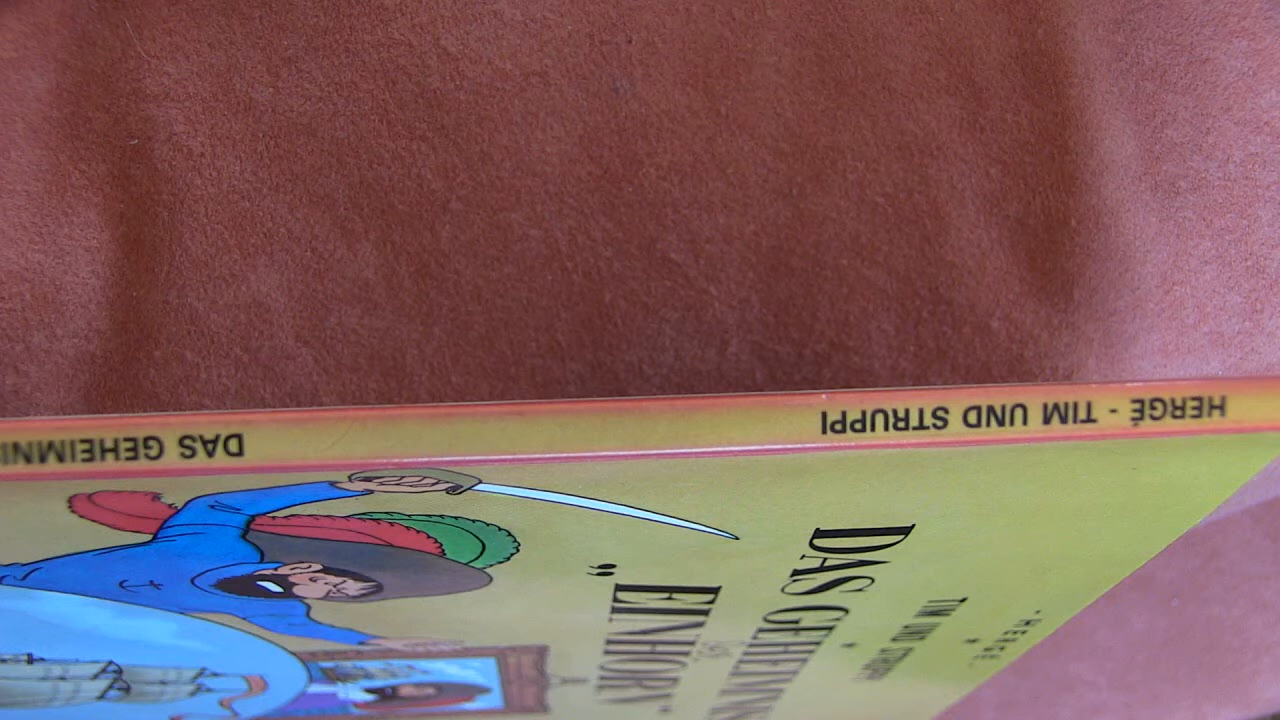 HERGÉ - TIM UND STRUPPI DAS GEHEIMNI
- HERGÉ -
*
TIM UND STRUPPI
*
DAS GEHEIMNIS
„EINHORN